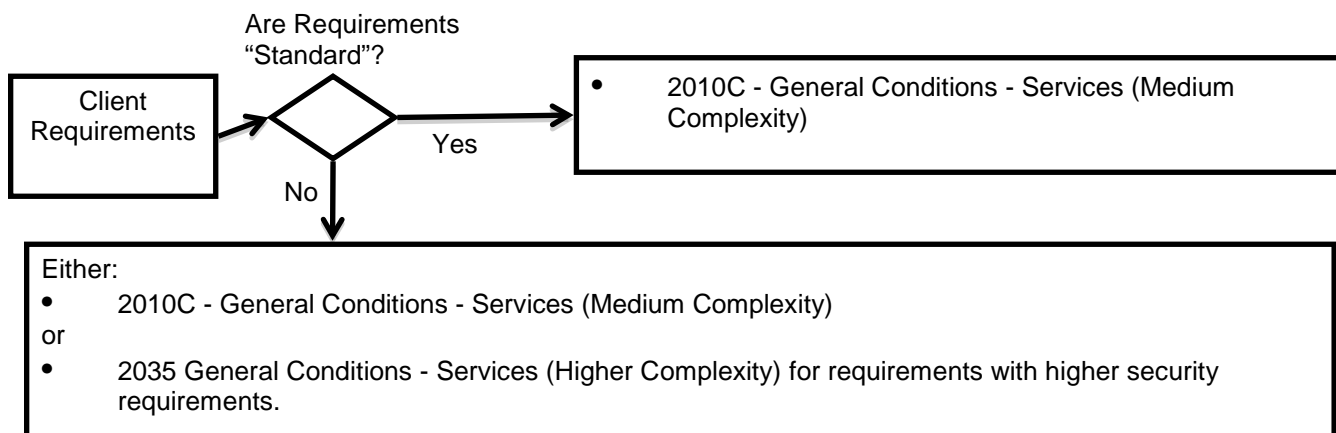 Are Requirements
“Standard”?
Client
Requirements
• 2010C - General Conditions - Services (Medium
Complexity)
Yes
No
Either:
• 2010C - General Conditions - Services (Medium Complexity)
or
• 2035 General Conditions - Services (Higher Complexity) for requirements with higher security
requirements.